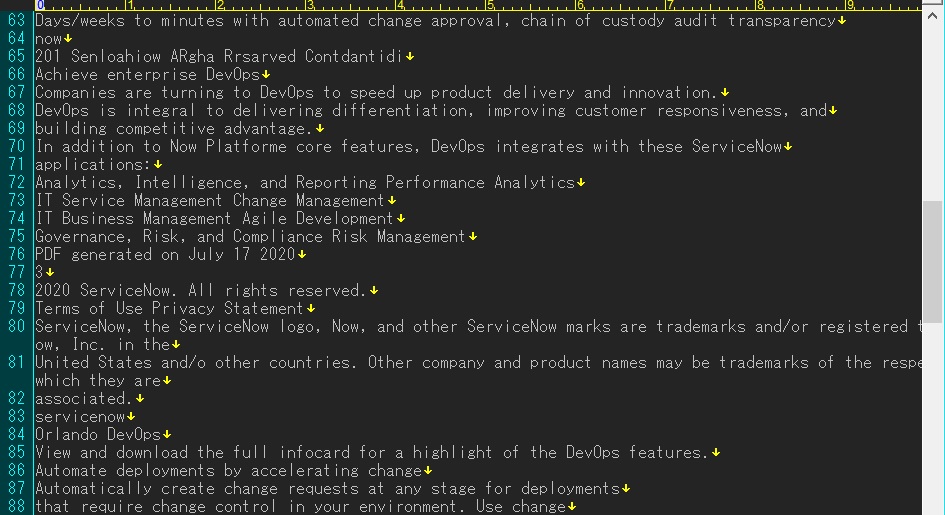 0 1 2 3 4 5 6 7 8 9
63 Days/weeks to minutes with automated change approval, chain of custody audit transparency↓
64 now↓
65 201 Senloahiow ARgha Rrsarved Contdantidi↓
66 Achieve enterprise DevOps↓
67 Companies are turning to DevOps to speed up product delivery and innovation.↓
68 DevOps is integral to delivering differentiation, improving customer responsiveness, and↓
69 building competitive advantage.↓
70 In addition to Now Platforme core features, DevOps integrates with these ServiceNow↓
71 applications:↓
72 Analytics, Intelligence, and Reporting Performance Analytics↓
73 IT Service Management Change Management↓
74 IT Business Management Agile Development↓
75 Governance, Risk, and Compliance Risk Management↓
76 PDF generated on July 17 2020↓
77 3↓
78 2020 ServiceNow. All rights reserved.↓
79 Terms of Use Privacy Statement↓
80 ServiceNow, the ServiceNow logo, Now, and other ServiceNow marks are trademarks and/or registered t
ow, Inc. in the↓
81 United States and/o other countries. Other company and product names may be trademarks of the respe
which they are↓
82 associated.↓
83 servicenow↓
84 Orlando DevOps↓
85 View and download the full infocard for a highlight of the DevOps features.↓
86 Automate deployments by accelerating change↓
87 Automatically create change requests at any stage for deployments↓
88 that require change control in your environment. Use change↓